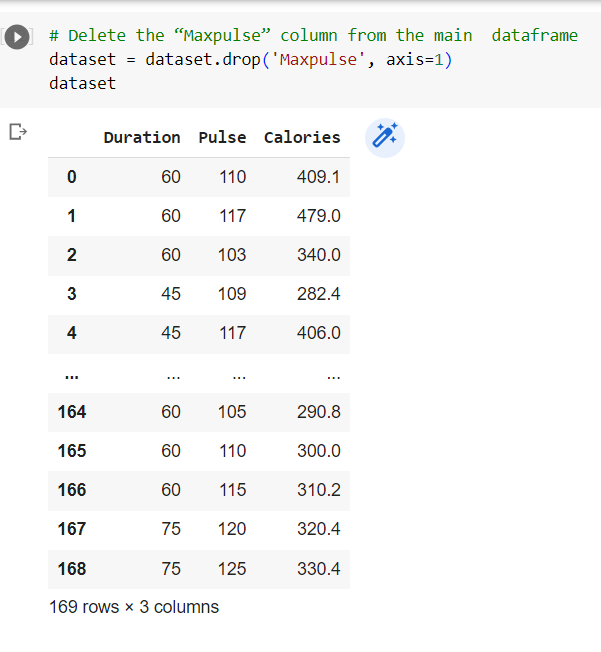 # Delete the “Maxpulse” column from the main  dataframe
dataset = dataset.drop('Maxpulse', axis=1)
dataset
Duration Pulse Calories
0 60 110 409.1
1 60 117 479.0
2 60 103 340.0
3 45 109 282.4
4 45 117 406.0
... ... ... ...
164 60 105 290.8
165 60 110 300.0
166 60 115 310.2
167 75 120 320.4
168 75 125 330.4
169 rows × 3 columns